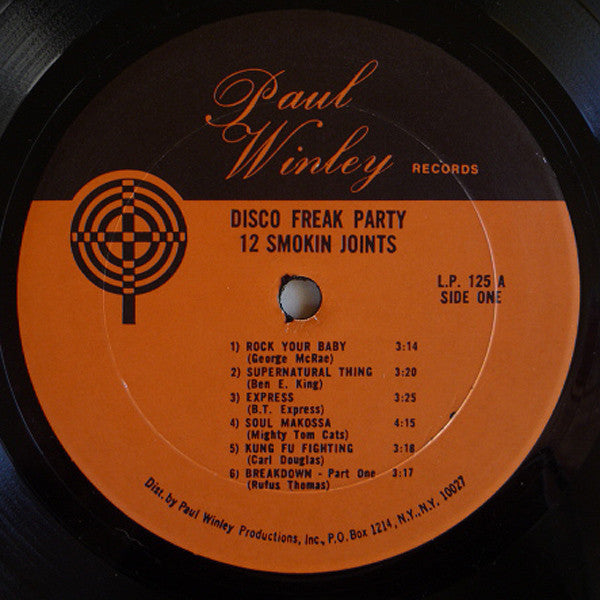 Paul
Winley RECORDS
DISCO FREAK PARTY
12 SMOKIN JOINTS
L.P. 125 A
SIDE ONE
1) ROCK YOUR BABY 3:14
(George McRae)
2) SUPERNATURAL THING 3:20
(Ben E. King)
3) EXPRESS 3:25
(B.T. Express)
4) SOUL MAKOSSA 4:15
(Mighty Tom Cats)
5) KUNG FU FIGHTING 3:18
(Carl Douglas)
6) BREAKDOWN - Part One 3:17
(Rufus Thomas)
Dist. by Paul Winley Productions, Inc., P.O. Box 1214, N.Y., N.Y. 10027